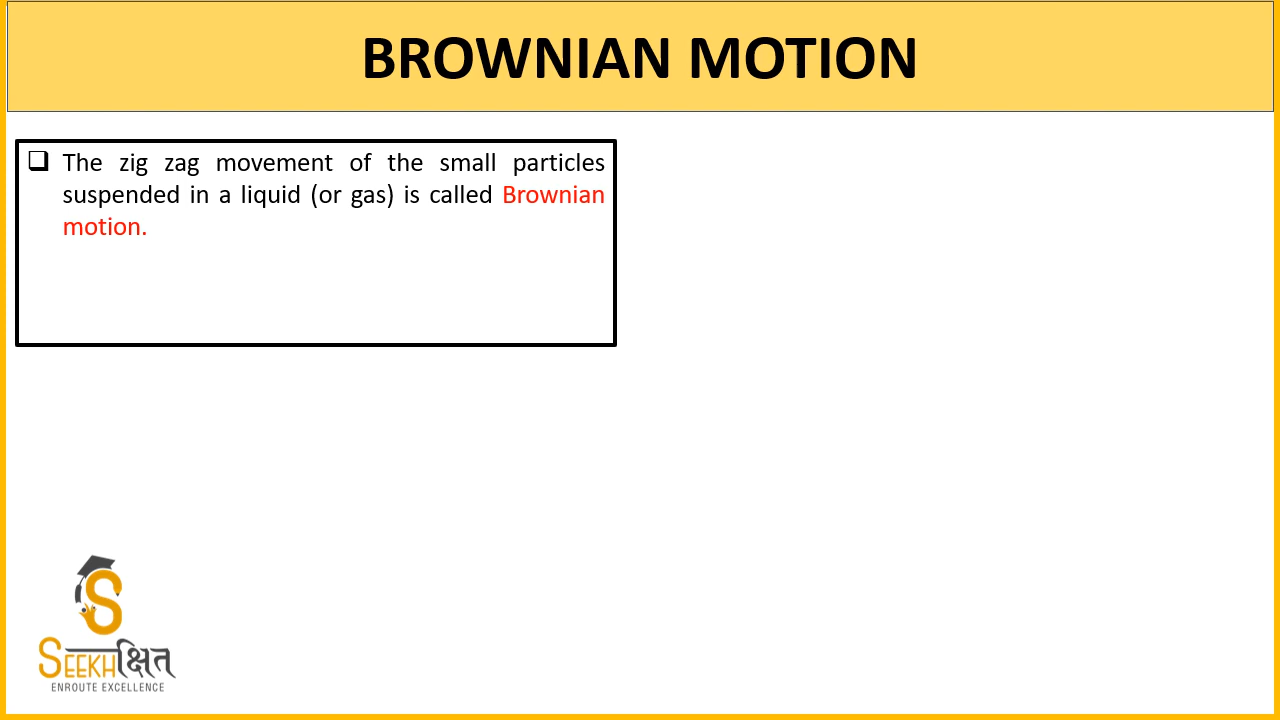 BROWNIAN MOTION
❑ The zig zag movement of the small particles
suspended in a liquid (or gas) is called Brownian
motion.
S
SEEKHक्षित
ENROUTE EXCELLENCE